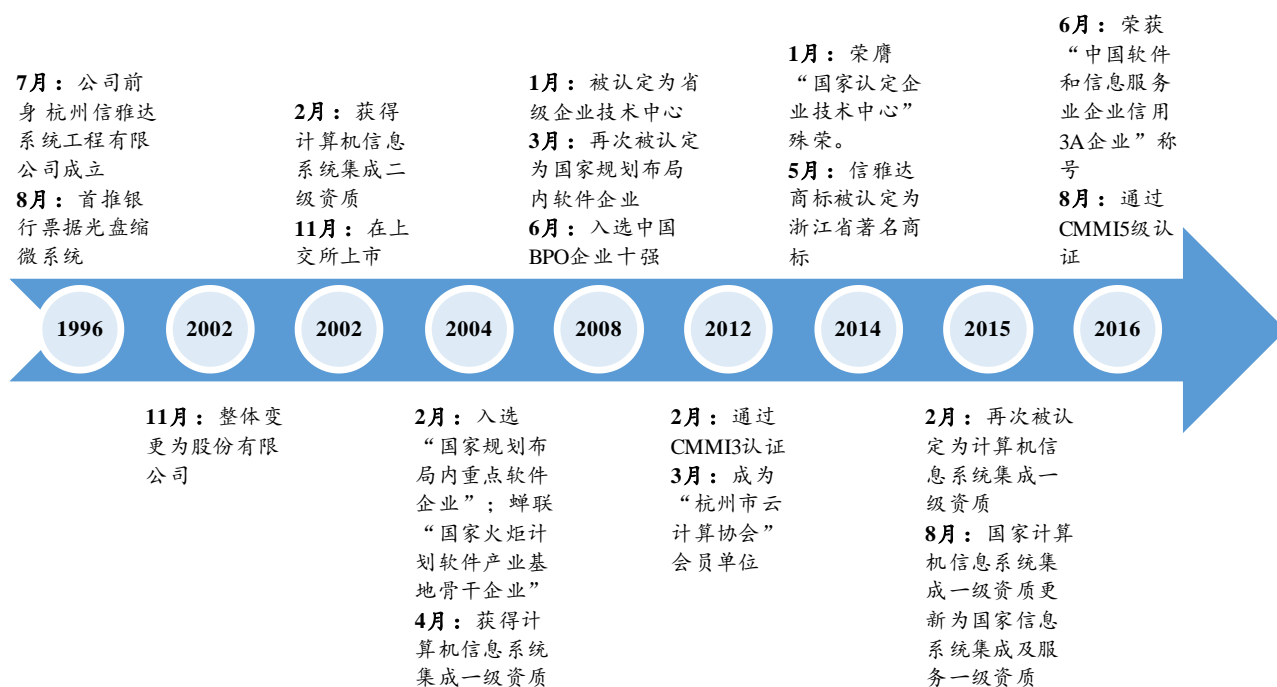 7月：公司前
身杭州信雅达
系统工程有限
公司成立
8月：首推银
行票据光盘缩
微系统
2月：获得
计算机信息
系统集成二
级资质
11月：在上
交所上市
1月：被认定为省
级企业技术中心
3月：再次被认定
为国家规划布局
内软件企业
6月：入选中国
BPO企业十强
1月：荣膺
“国家认定企
业技术中心”
殊荣。
5月：信雅达
商标被认定为
浙江省著名商
标
6月：荣获
“中国软件
和信息服务
业企业信用
3A企业”称
号
8月：通过
CMMI5级认
证
1996
2002
2002
2004
2008
2012
2014
2015
2016
11月：整体变
更为股份有限
公司
2月：入选
“国家规划布
局内重点软件
企业”；蝉联
“国家火炬计
划软件产业基
地骨干企业”
4月：获得计
算机信息系统
集成一级资质
2月：通过
CMMI3认证
3月：成为
“杭州市云
计算协会”
会员单位
2月：再次被认
定为计算机信
息系统集成一
级资质
8月：国家计算
机信息系统集
成一级资质更
新为国家信息
系统集成及服
务一级资质